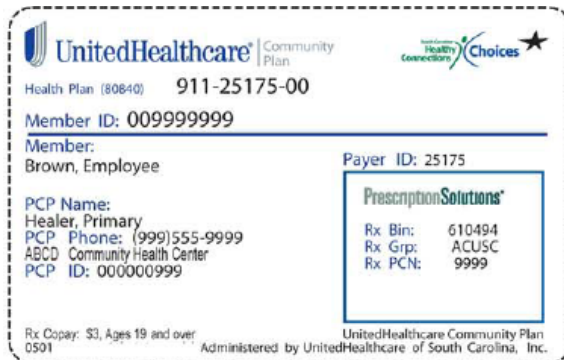 UnitedHealthcare® Community Plan
South Carolina Healthy Connections Choices
Health Plan (80840) 911-25175-00
Member ID: 009999999
Member:
Brown, Employee
Payer ID: 25175
PCP Name:
Healer, Primary
PCP Phone: (999)555-9999
ABCD Community Health Center
PCP ID: 000000999
PrescriptionSolutions®
Rx Bin: 610494
Rx Grp: ACUSC
Rx PCN: 9999
Rx Copay: $3, Ages 19 and over
0501
UnitedHealthcare Community Plan
Administered by UnitedHealthcare of South Carolina, Inc.